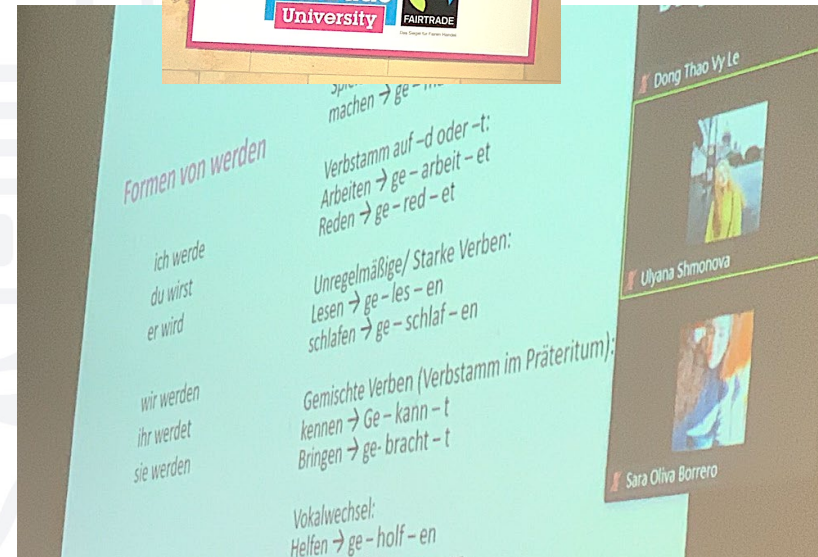 University
FAIRTRADE
machen → ge –
Verbstamm auf –d oder –t:
Arbeiten → ge – arbeit – et
Reden → ge – red – et
Unregelmäßige/ Starke Verben:
Lesen → ge – les – en
schlafen → ge – schlaf – en
Gemischte Verben (Verbstamm im Präteritum):
kennen → Ge – kann – t
Bringen → ge- bracht – t
Vokalwechsel:
Helfen → ge – holf – en
Formen von werden
ich werde
du wirst
er wird
wir werden
ihr werdet
sie werden
Dong Thao Vy Le
Ulyana Shmonova
Sara Oliva Borrero